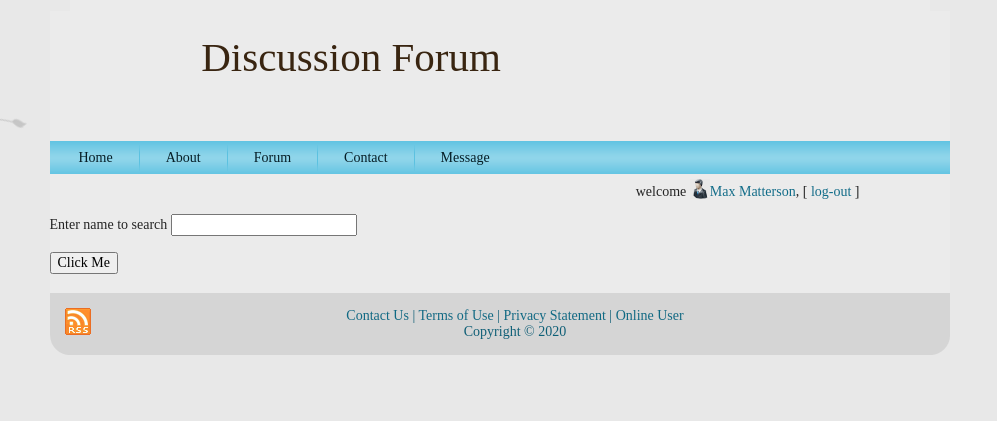 Discussion Forum
Home About Forum Contact Message
welcome Max Matterson, [ log-out ]
Enter name to search
Click Me
RSS
Contact Us | Terms of Use | Privacy Statement | Online User
Copyright © 2020